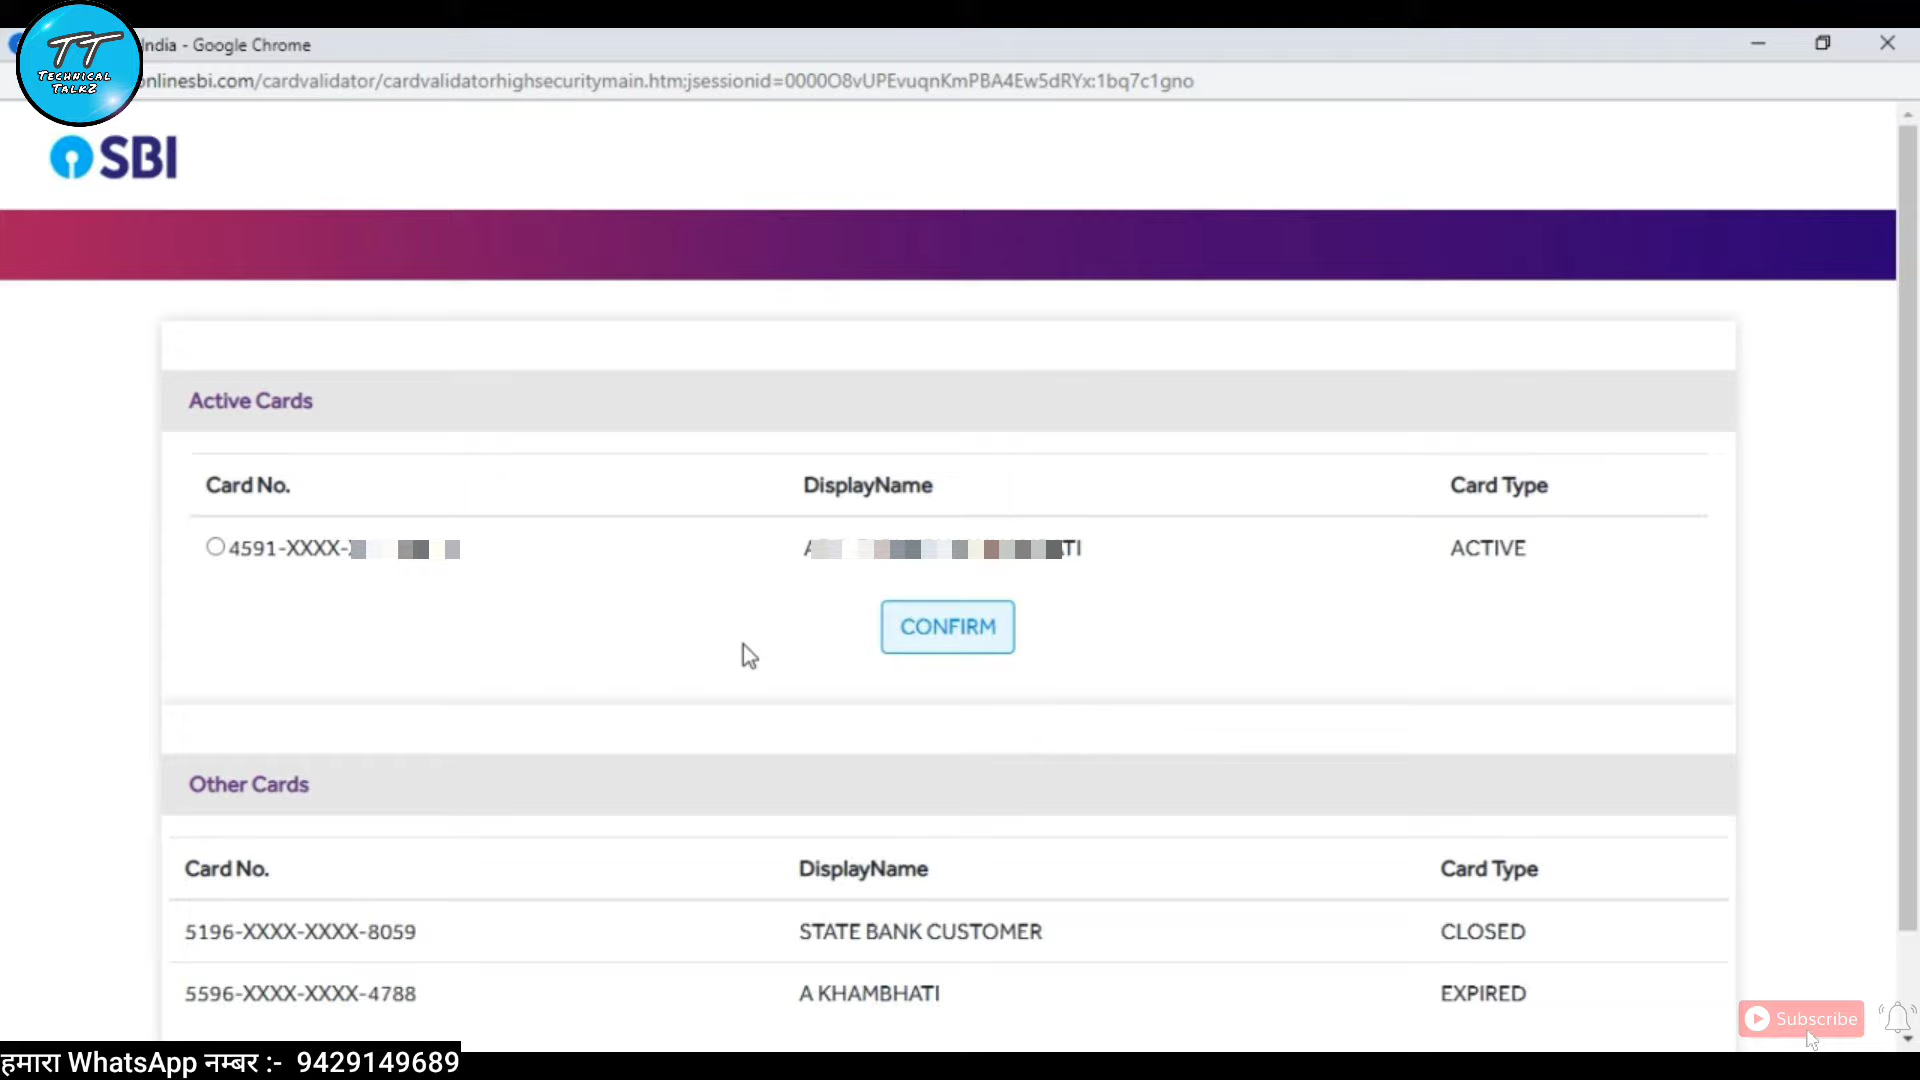 TT
TECHNICAL
TALKZ
India - Google Chrome
onlinesbi.com/cardvalidator/cardvalidatorhighsecuritymain.htm;jsessionid=0000O8vUPEvuqnKmPBA4Ew5dRYx:1bq7c1gno
SBI
Active Cards
Card No. DisplayName Card Type
4591-XXXX- A TI ACTIVE
CONFIRM
Other Cards
Card No. DisplayName Card Type
5196-XXXX-XXXX-8059 STATE BANK CUSTOMER CLOSED
5596-XXXX-XXXX-4788 A KHAMBHATI EXPIRED
Subscribe
हमारा WhatsApp नम्बर :- 9429149689